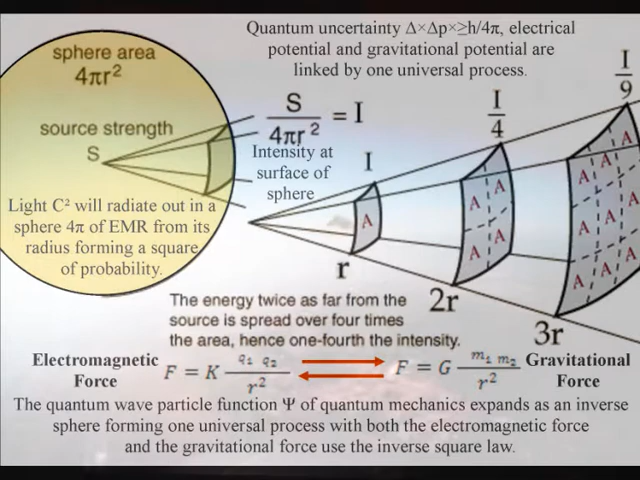 Quantum uncertainty Δ×Δp×≥h/4π, electrical
potential and gravitational potential are
linked by one universal process.
sphere area
4πr²
source strength
S
S
4πr²
= I
Intensity at
surface of
sphere
I
I
4
I
9
A
A A
A A
A A A
A A A
A A A
r
2r
3r
Light C² will radiate out in a
sphere 4π of EMR from its
radius forming a square
of probability.
The energy twice as far from the
source is spread over four times
the area, hence one-fourth the intensity.
Electromagnetic
Force
F = K q₁ q₂ / r²
F = G m₁ m₂ / r²
Gravitational
Force
The quantum wave particle function Ψ of quantum mechanics expands as an inverse
sphere forming one universal process with both the electromagnetic force
and the gravitational force use the inverse square law.